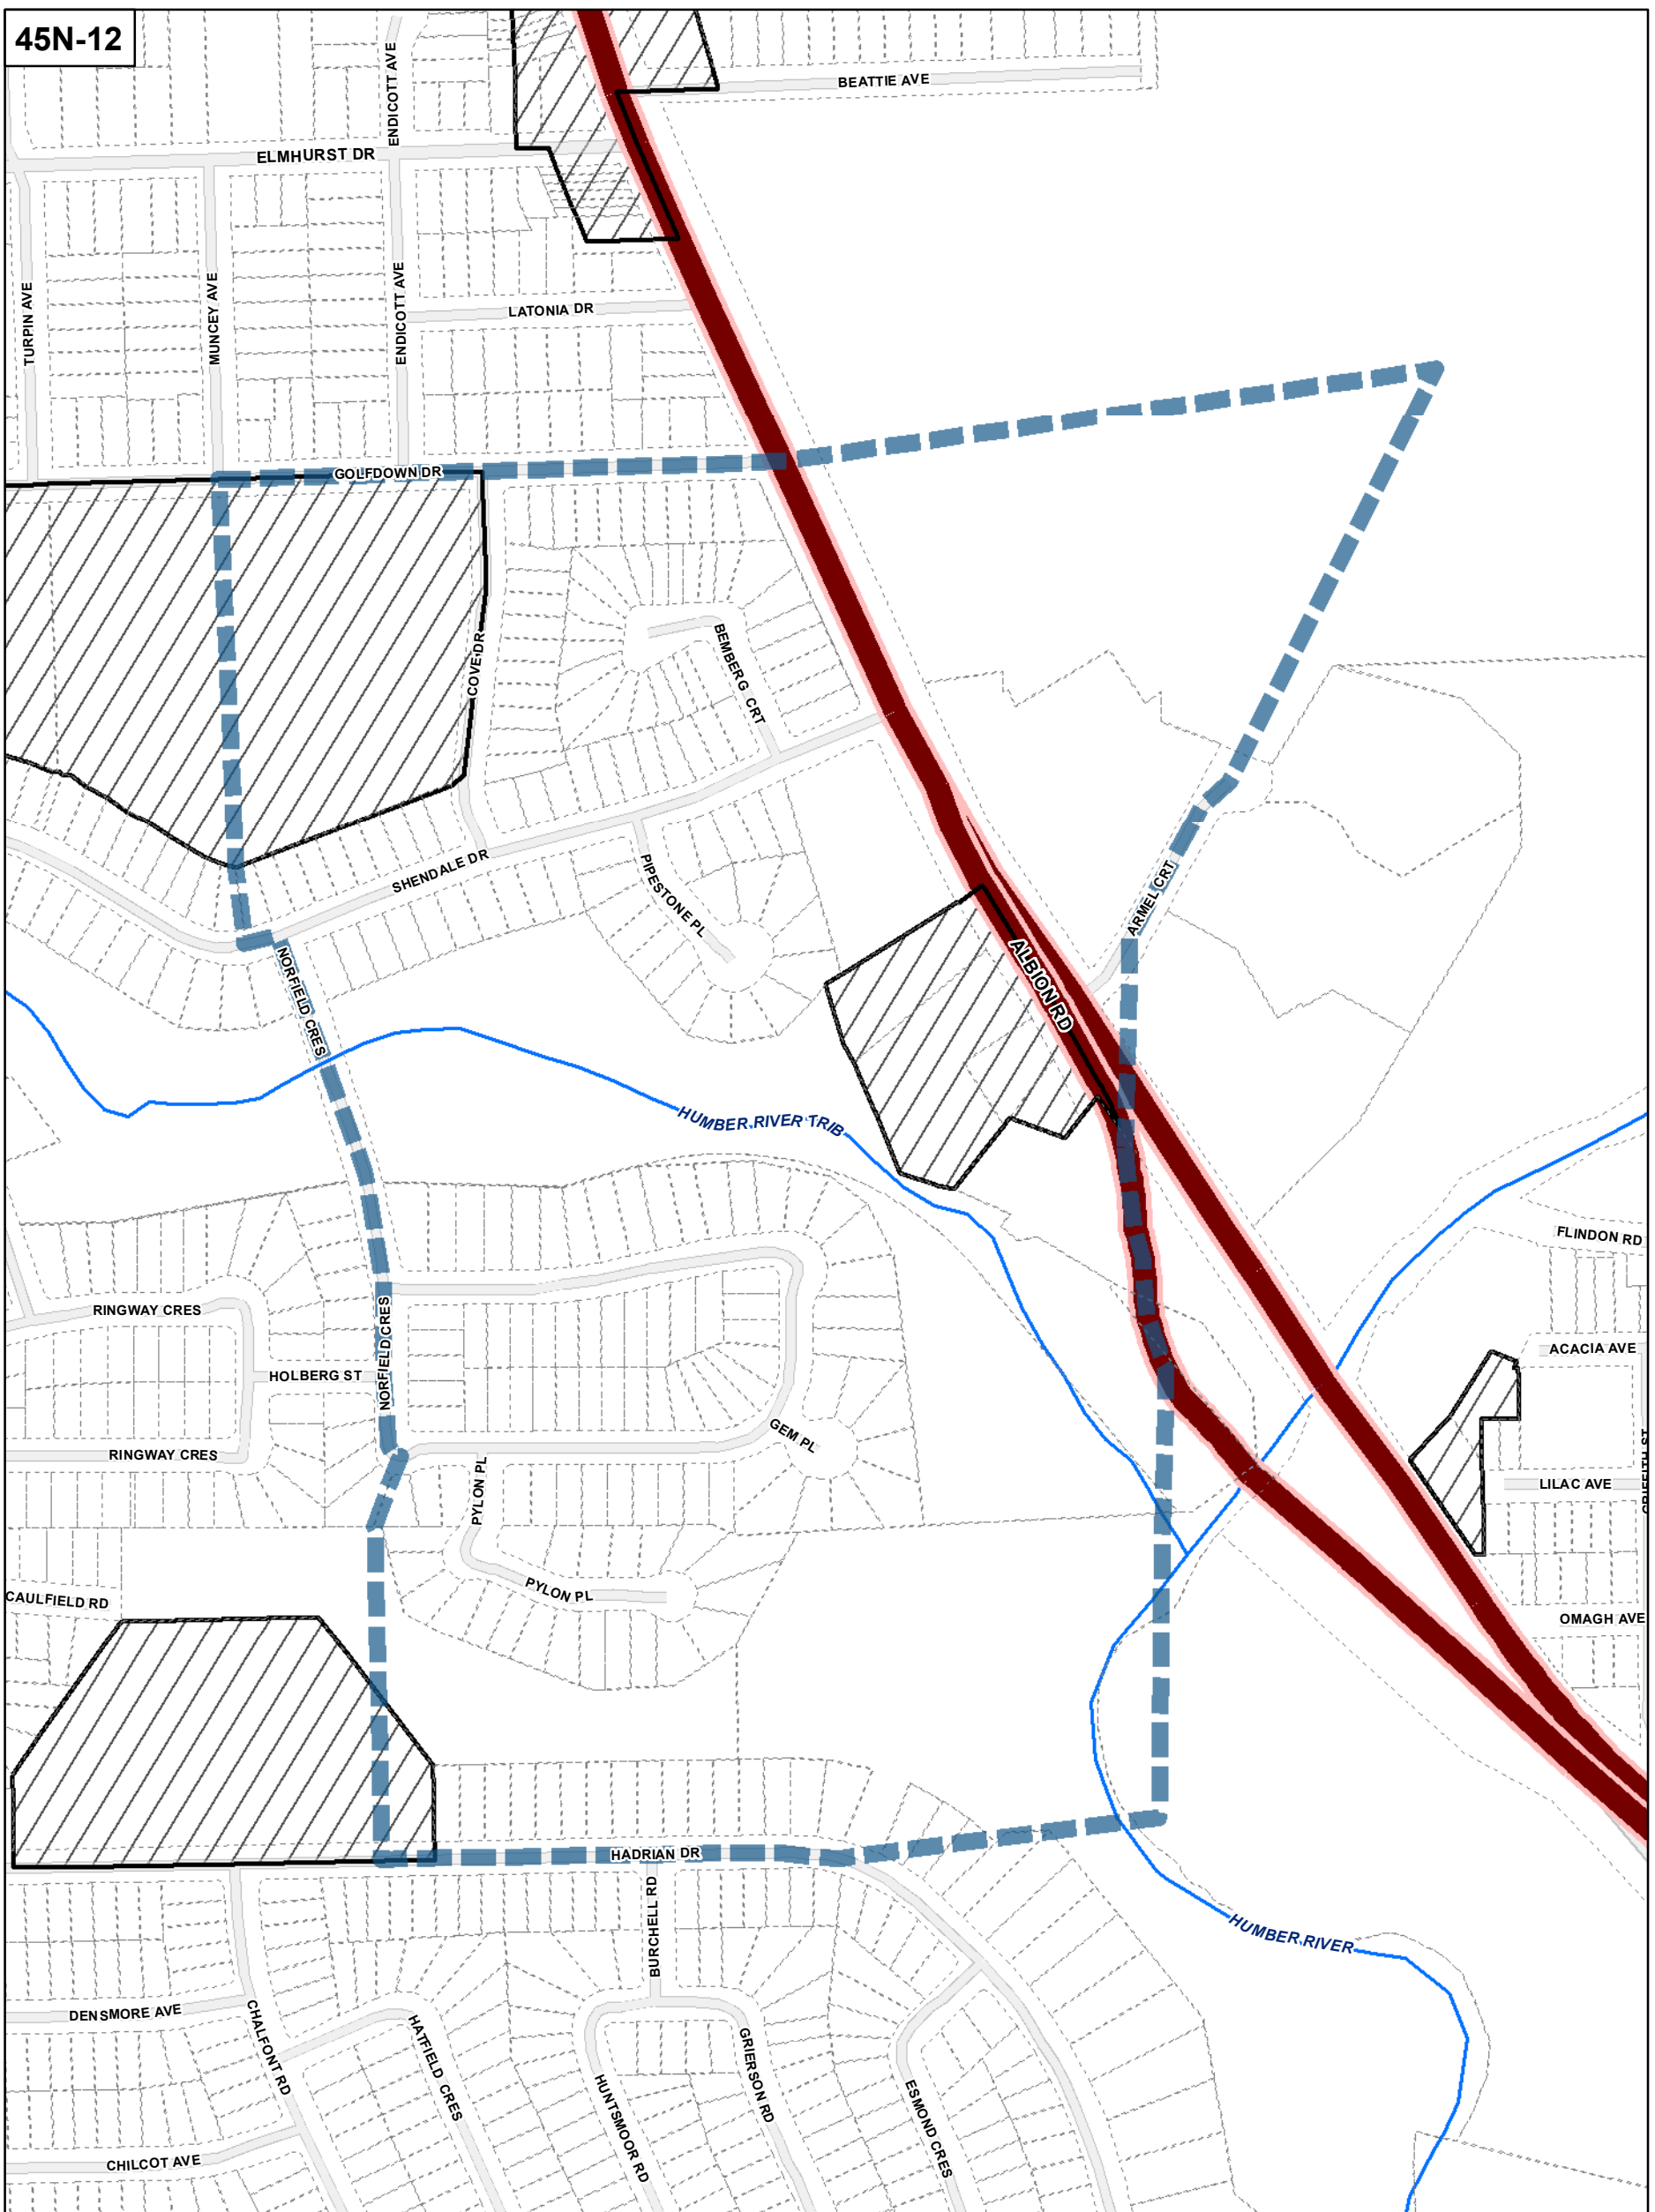 45N-12
BEATTIE AVE
ENDICOTT AVE
ELMHURST DR
TURPIN AVE
MUNCEY AVE
ENDICOTT AVE
LATONIA DR
GOLFDOWN DR
COVE DR
BEMBERG CRT
SHENDALE DR
PIPESTONE PL
ARMEL CRT
ALBION RD
NORFIELD CRES
HUMBER RIVER TRIB
FLINDON RD
RINGWAY CRES
NORFIELD CRES
ACACIA AVE
HOLBERG ST
GEM PL
RINGWAY CRES
PYLON PL
LILAC AVE
GRIFFITH ST
PYLON PL
CAULFIELD RD
OMAGH AVE
HADRIAN DR
BURCHELL RD
HUMBER RIVER
DENSMORE AVE
CHALFONT RD
HATFIELD CRES
GRIERSON RD
HUNTSMOOR RD
ESMOND CRES
CHILCOT AVE